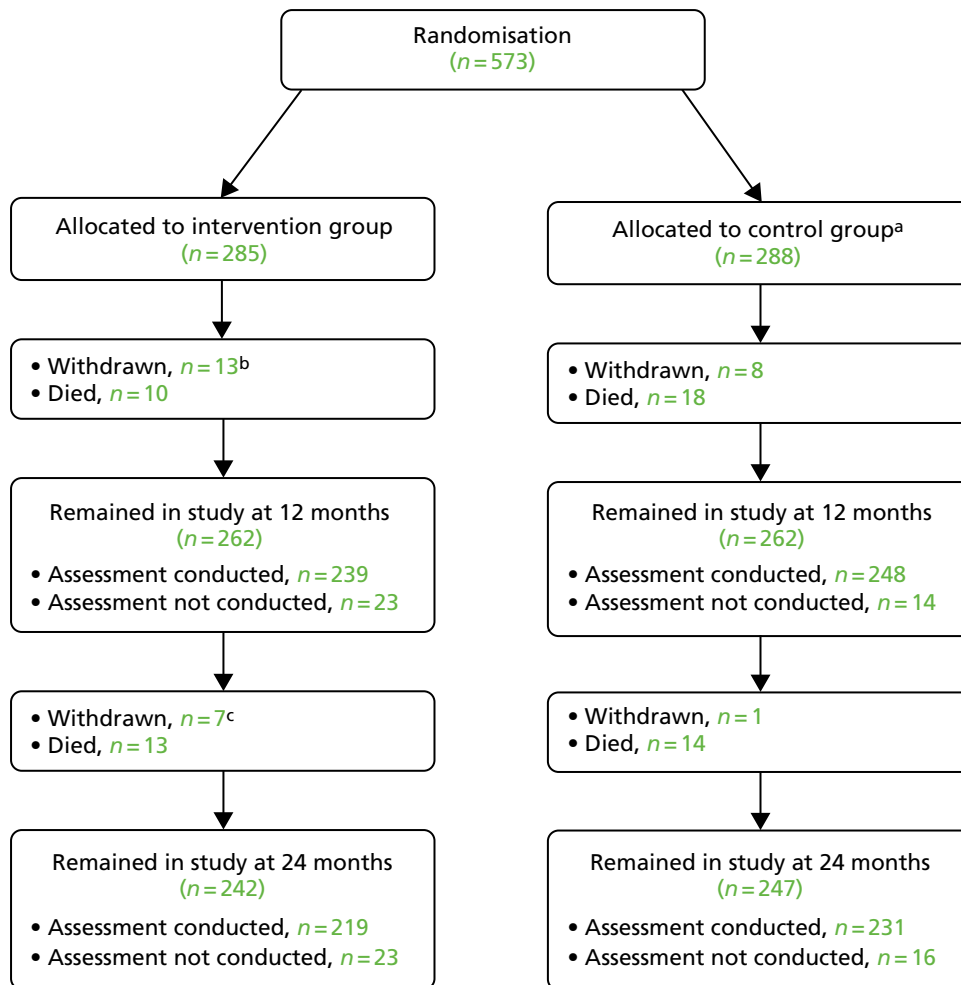 Randomisation
(n = 573)
Allocated to intervention group
(n = 285)
• Withdrawn, n = 13b
• Died, n = 10
Remained in study at 12 months
(n = 262)
• Assessment conducted, n = 239
• Assessment not conducted, n = 23
• Withdrawn, n = 7c
• Died, n = 13
Remained in study at 24 months
(n = 242)
• Assessment conducted, n = 219
• Assessment not conducted, n = 23
Allocated to control groupa
(n = 288)
• Withdrawn, n = 8
• Died, n = 18
Remained in study at 12 months
(n = 262)
• Assessment conducted, n = 248
• Assessment not conducted, n = 14
• Withdrawn, n = 1
• Died, n = 14
Remained in study at 24 months
(n = 247)
• Assessment conducted, n = 231
• Assessment not conducted, n = 16